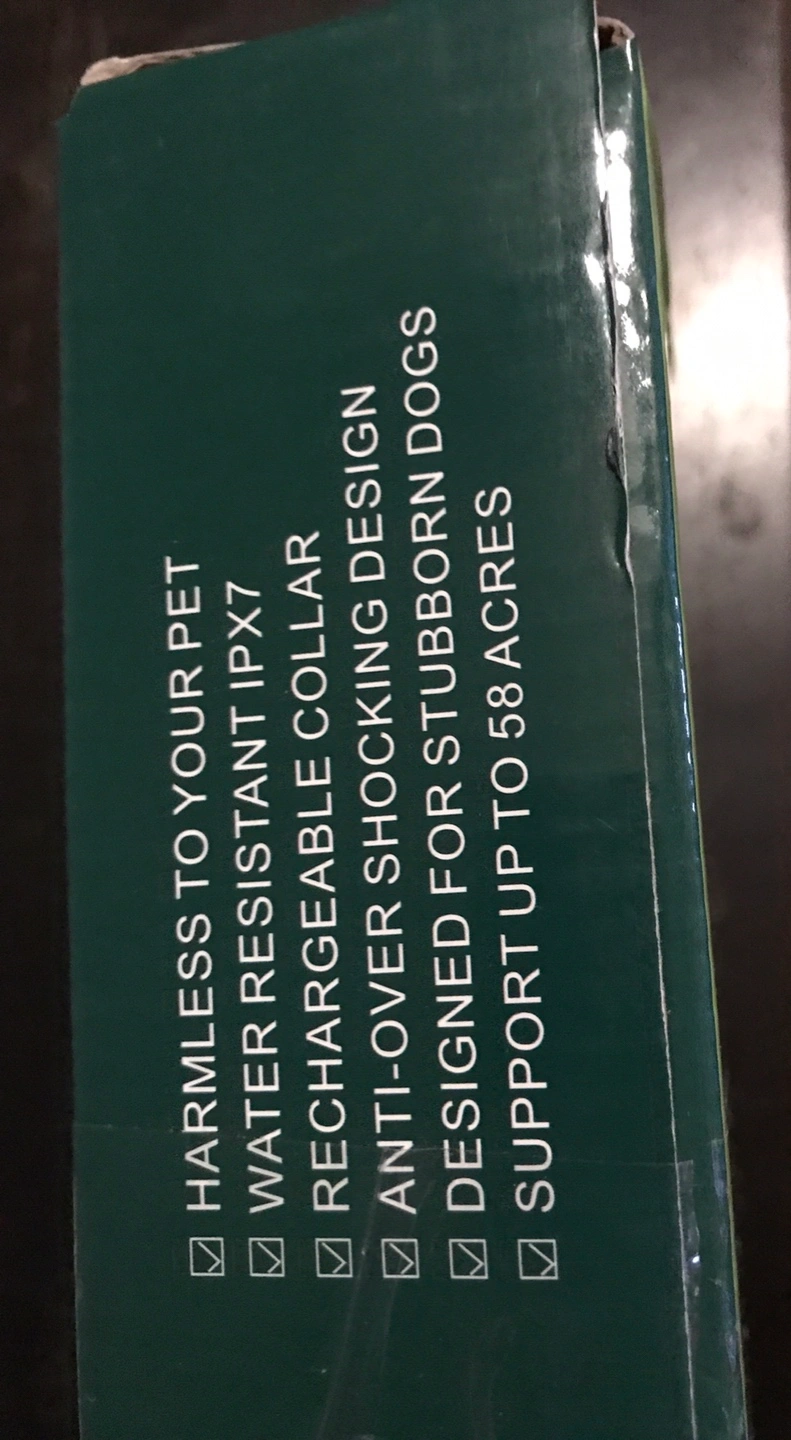 HARMLESS TO YOUR PET
WATER RESISTANT IPX7
RECHARGEABLE COLLAR
ANTI-OVER SHOCKING DESIGN
DESIGNED FOR STUBBORN DOGS
SUPPORT UP TO 58 ACRES